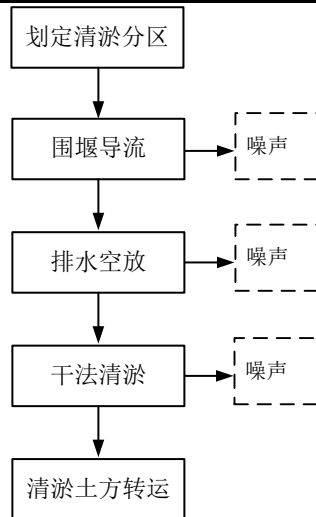 划定清淤分区
围堰导流
噪声
排水空放
噪声
干法清淤
噪声
清淤土方转运